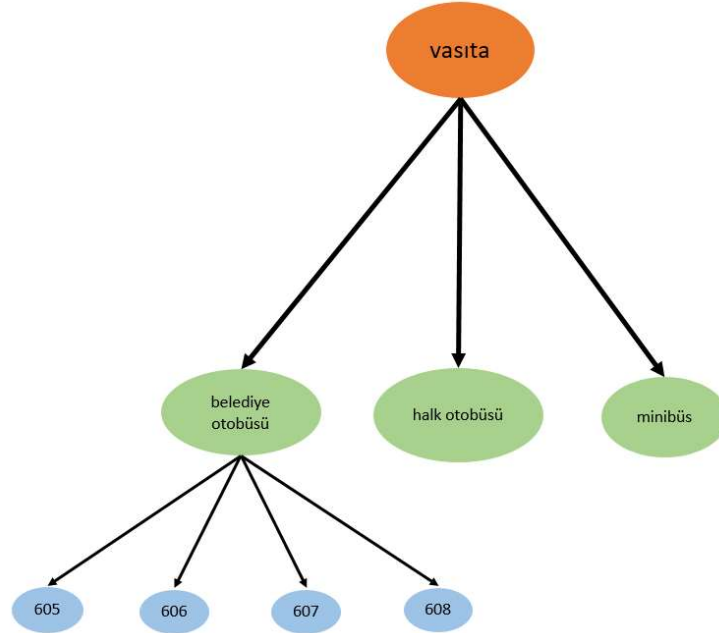 vasıta
belediye
otobüsü
halk otobüsü
minibüs
605
606
607
608